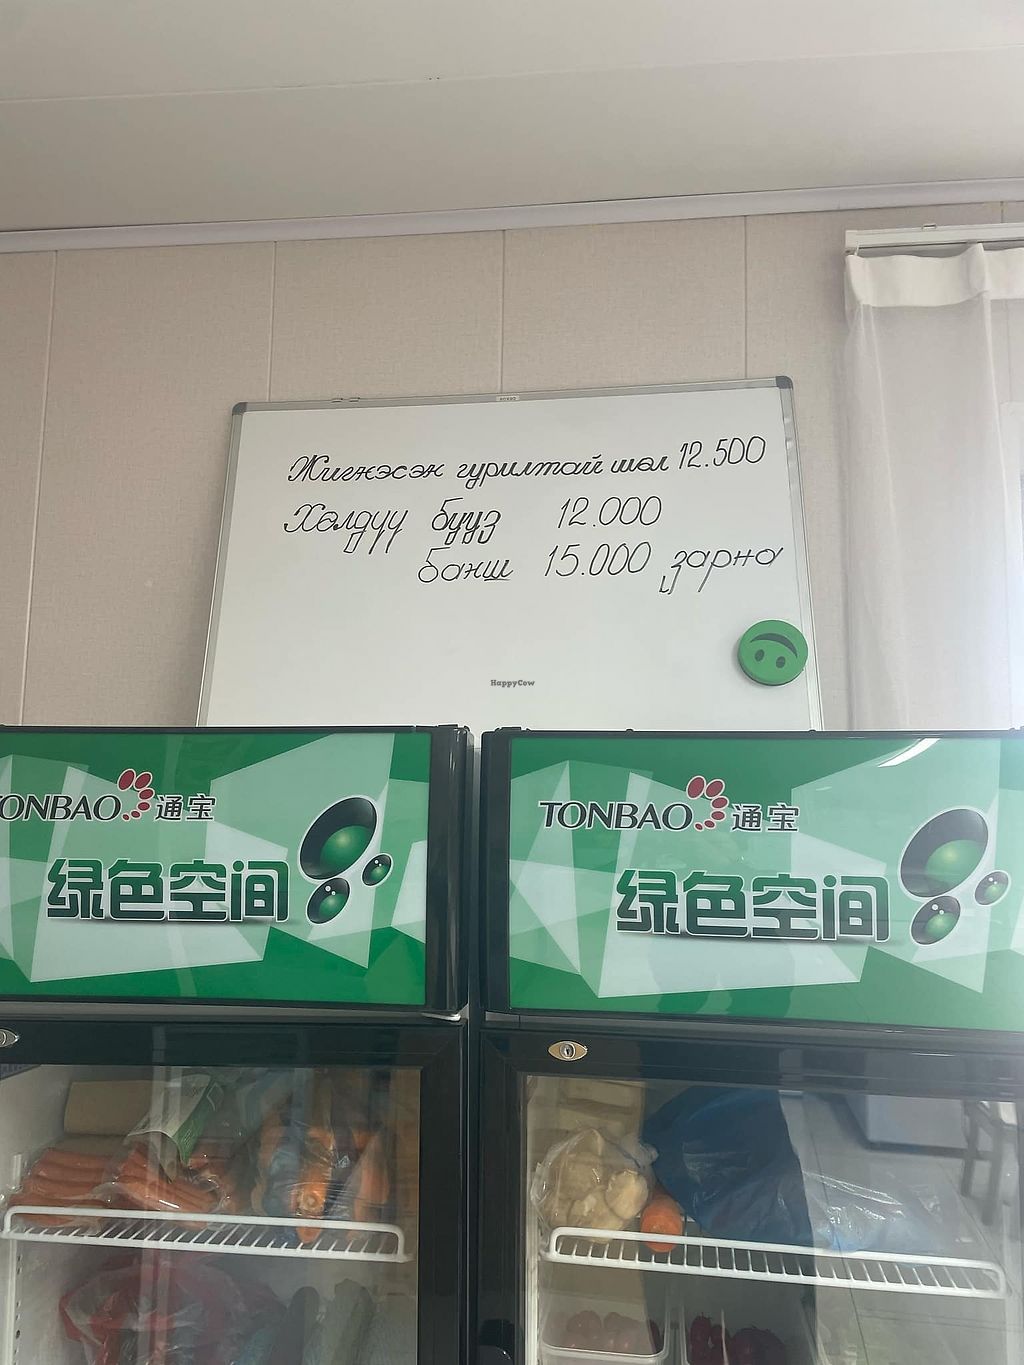 Жигнэсэн гурилтай шөл 12.500
Хөлдүү бууз 12.000
банш 15.000 зарна
HappyCow
TONBAO 通宝
绿色空间
TONBAO 通宝
绿色空间